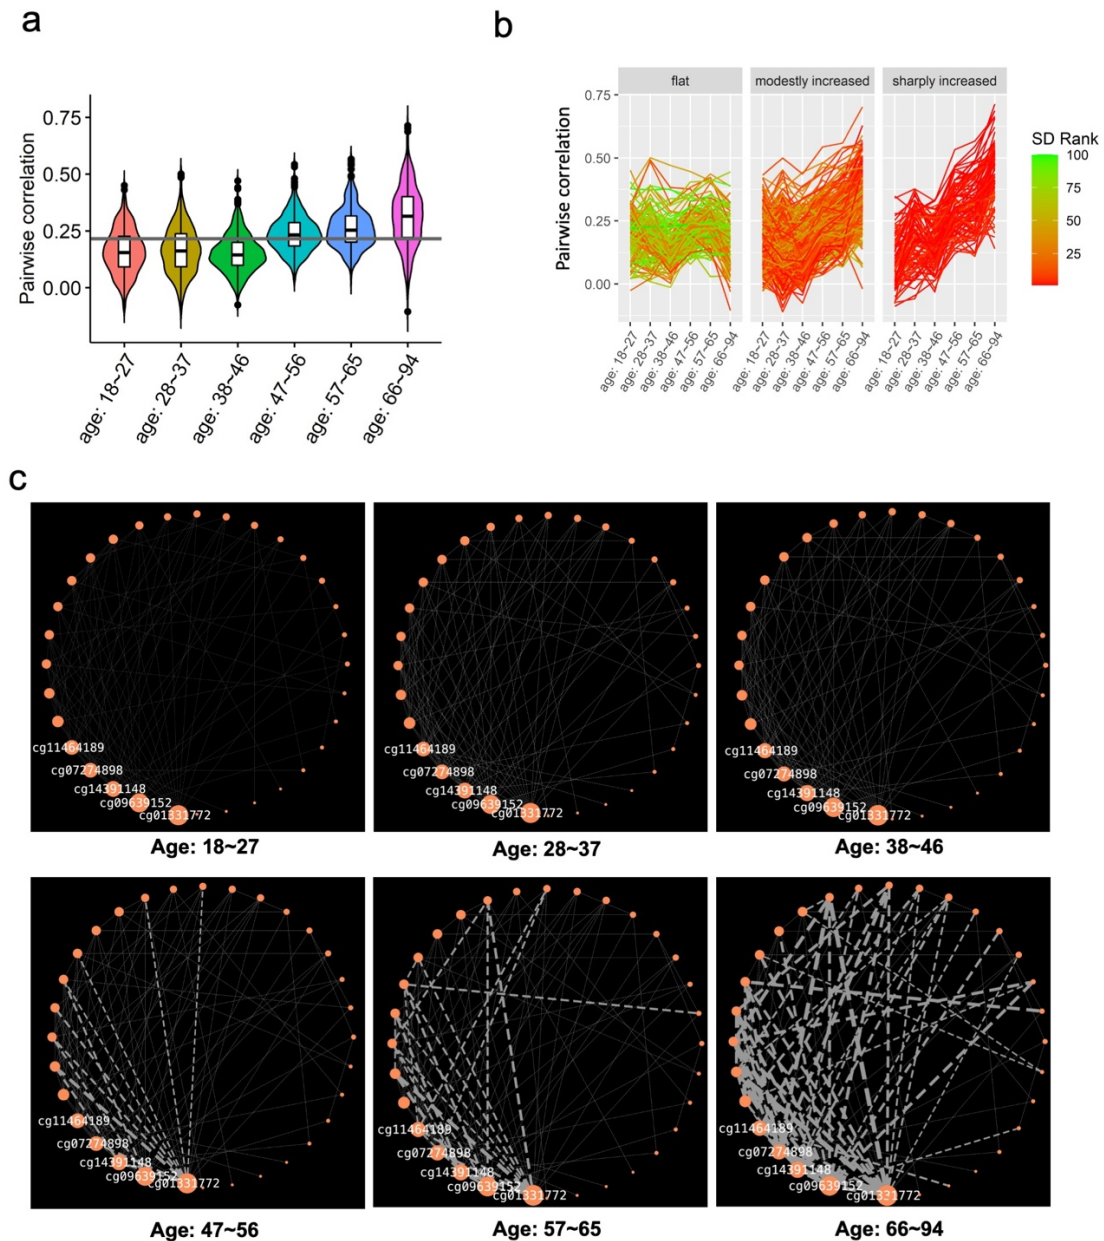 a
Pairwise correlation
0.75
0.50
0.25
0.00
age: 18~27
age: 28~37
age: 38~46
age: 47~56
age: 57~65
age: 66~94
b
Pairwise correlation
0.75
0.50
0.25
0.00
flat
modestly increased
sharply increased
age: 18~27
age: 28~37
age: 38~46
age: 47~56
age: 57~65
age: 66~94
age: 18~27
age: 28~37
age: 38~46
age: 47~56
age: 57~65
age: 66~94
age: 18~27
age: 28~37
age: 38~46
age: 47~56
age: 57~65
age: 66~94
SD Rank
100
75
50
25
c
cg11464189
cg07274898
cg14391148
cg09639152
cg01331772
Age: 18~27
cg11464189
cg07274898
cg14391148
cg09639152
cg01331772
Age: 28~37
cg11464189
cg07274898
cg14391148
cg09639152
cg01331772
Age: 38~46
cg11464189
cg07274898
cg14391148
cg09639152
cg01331772
Age: 47~56
cg11464189
cg07274898
cg14391148
cg09639152
cg01331772
Age: 57~65
cg11464189
cg07274898
cg14391148
cg09639152
cg01331772
Age: 66~94